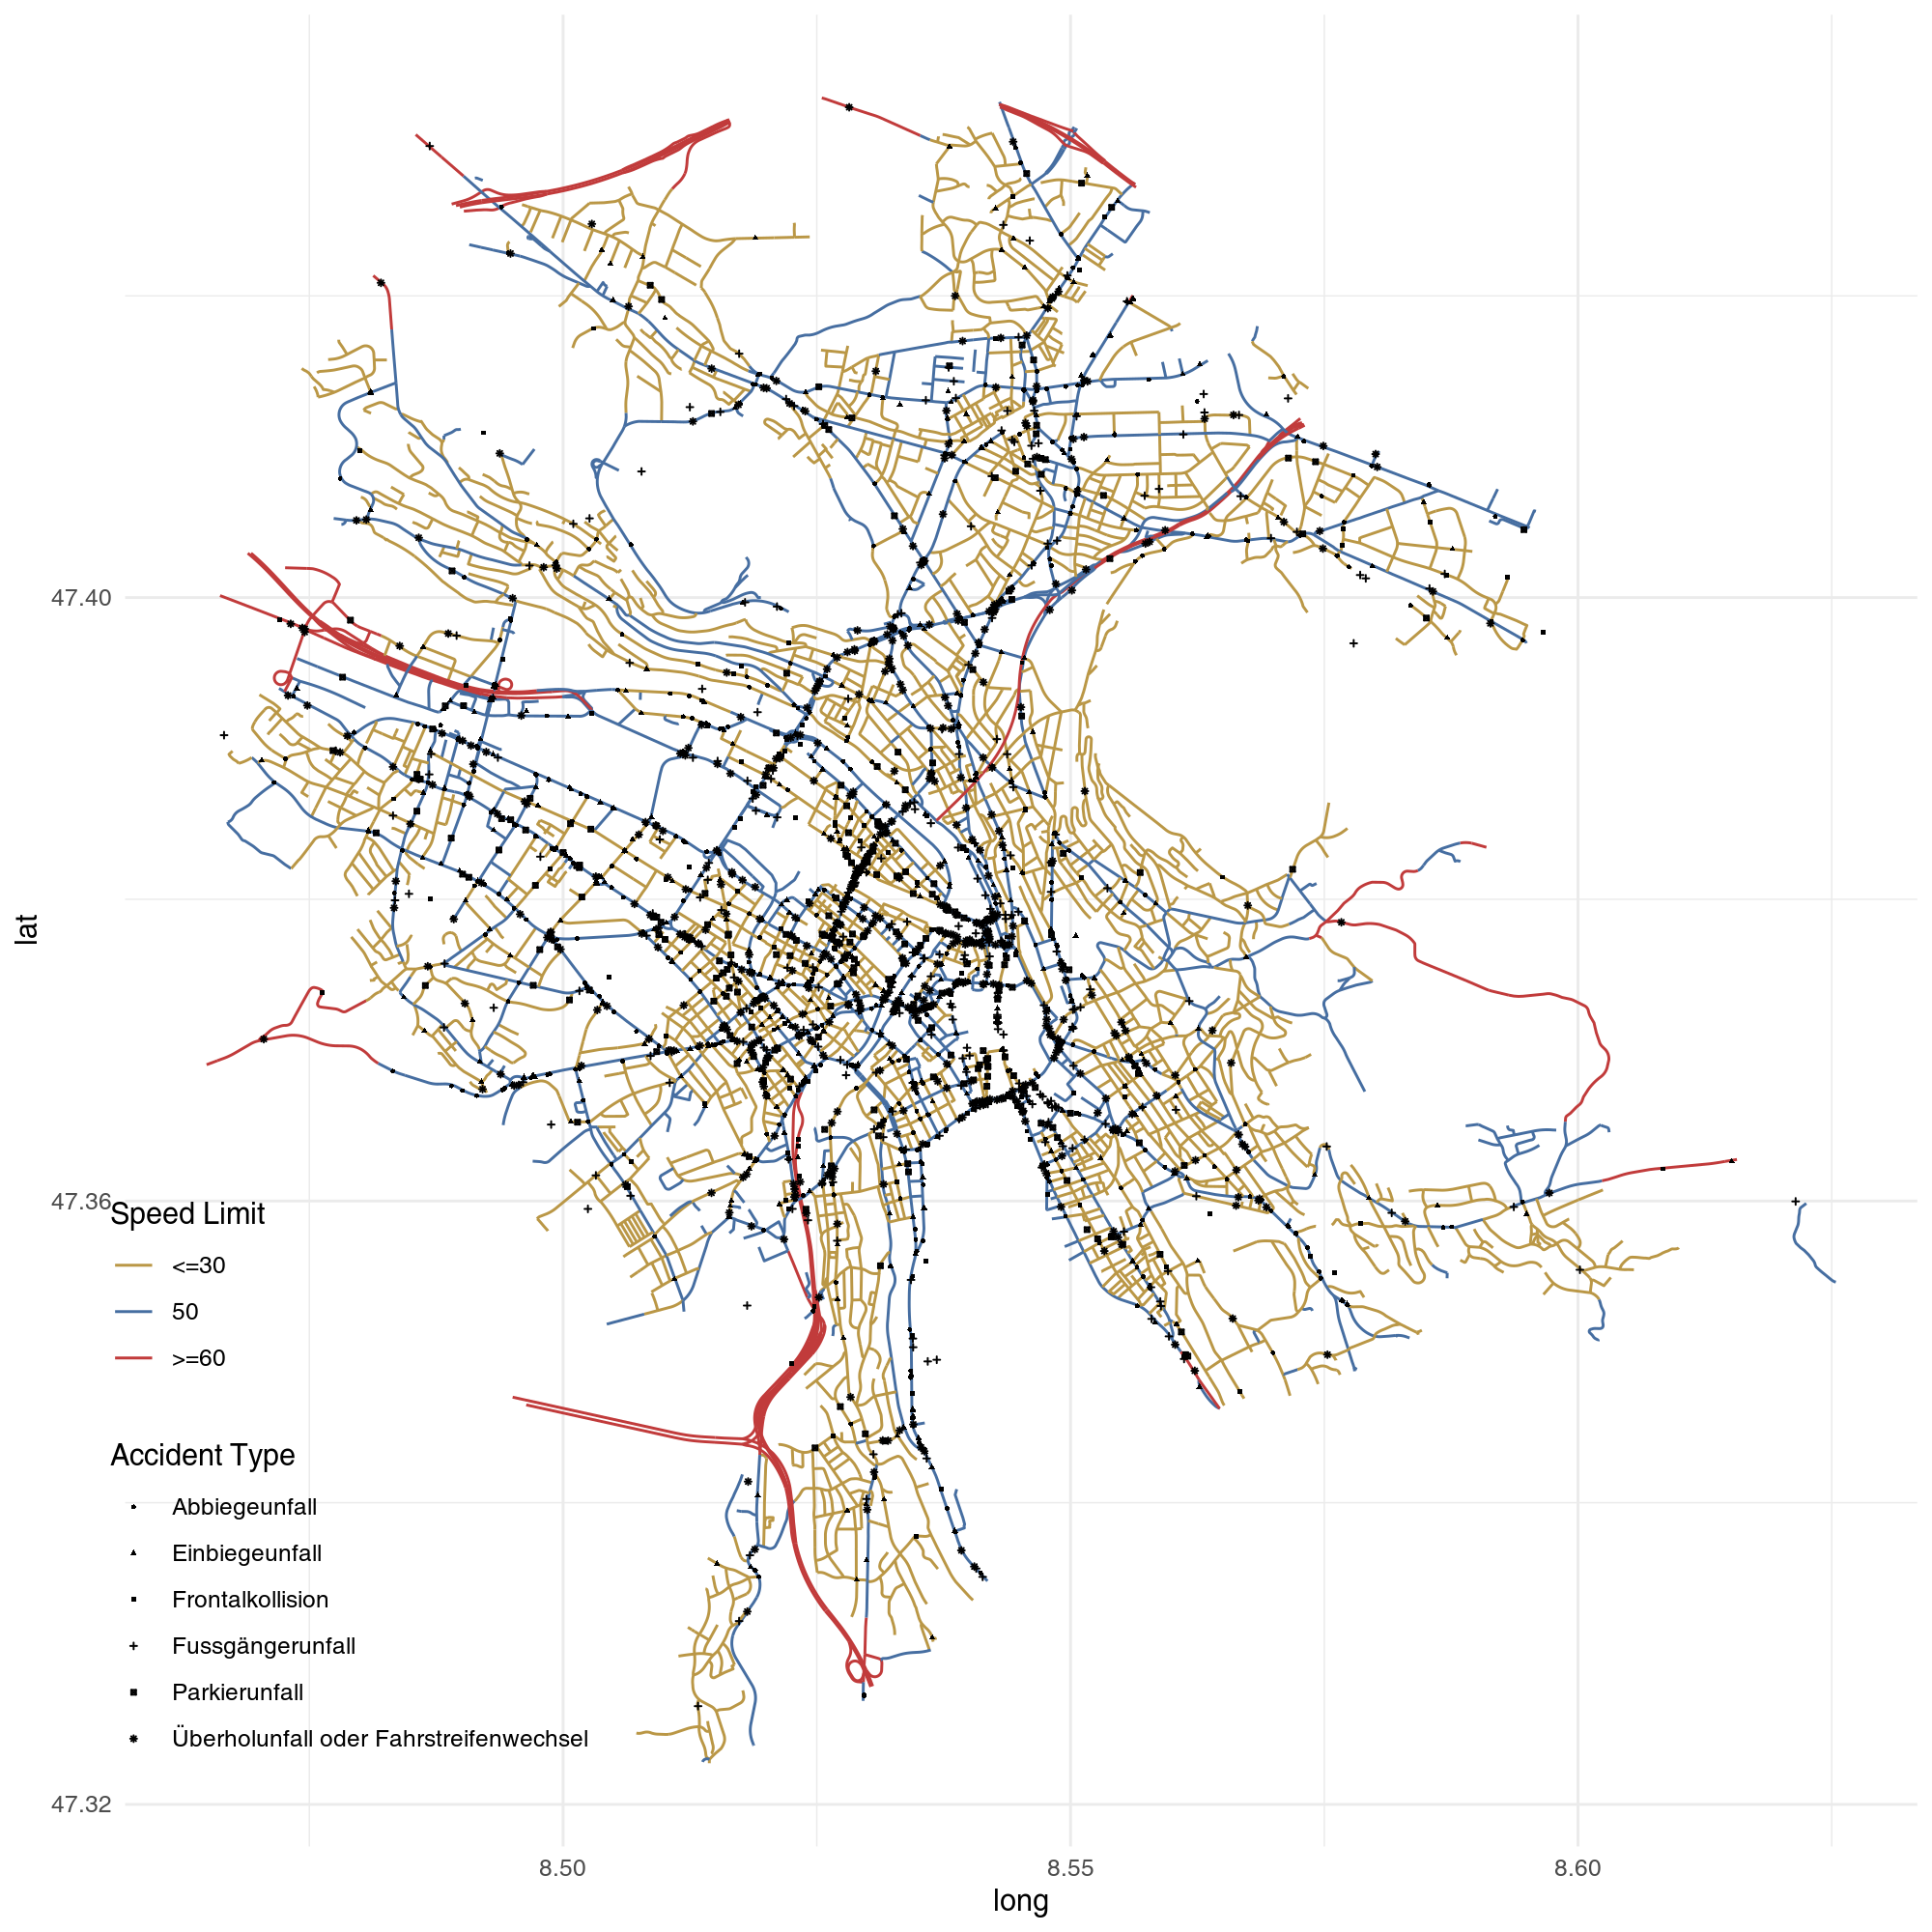 47.40
47.36
47.32
lat
Speed Limit
<=30
50
>=60
Accident Type
Abbiegeunfall
Einbiegeunfall
Frontalkollision
Fussgängerunfall
Parkierunfall
Überholunfall oder Fahrstreifenwechsel
8.50
8.55
8.60
long